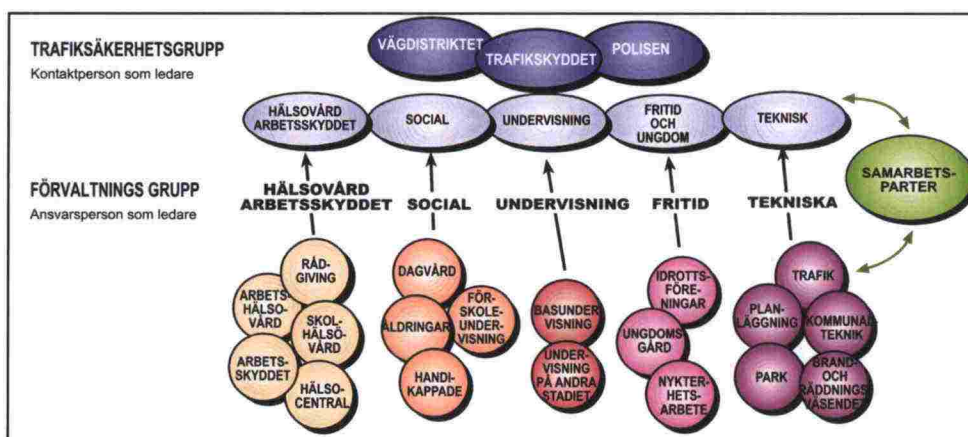 TRAFIKSÄKERHETSGRUPP
Kontaktperson som ledare
VÄGDISTRIKTET
TRAFIKSKYDDET
POLISEN
HÄLSOVÅRD
ARBETSSKYDDET
SOCIAL
UNDERVISNING
FRITID
OCH
UNGDOM
TEKNISK
SAMARBETS-
PARTER
FÖRVALTNINGS GRUPP
Ansvarsperson som ledare
HÄLSOVÅRD
ARBETSSKYDDET
SOCIAL
UNDERVISNING
FRITID
TEKNISKA
RÅD-
GIVING
ARBETS-
HÄLSO-
VÅRD
SKOL-
HÄLSÖ-
VÅRD
ARBETS-
SKYDDET
HÄLSO-
CENTRAL
DAGVÅRD
FÖR-
SKOLE-
UNDER-
VISNING
ÅLDRINGAR
HANDI-
KAPPADE
BASUNDER
VISNING
UNDER-
VISNING
PÅ ANDRA
STADIET
IDROTTS-
FÖRE-
NINGAR
UNGDOMS
GÅRD
NYKTER-
HETS-
ARBETE
TRAFIK
PLAN-
LÄGGNING
KOMMUNAL-
TEKNIK
PARK
BRAND-
OCH
RÄDDNINGS
VÄSENDET